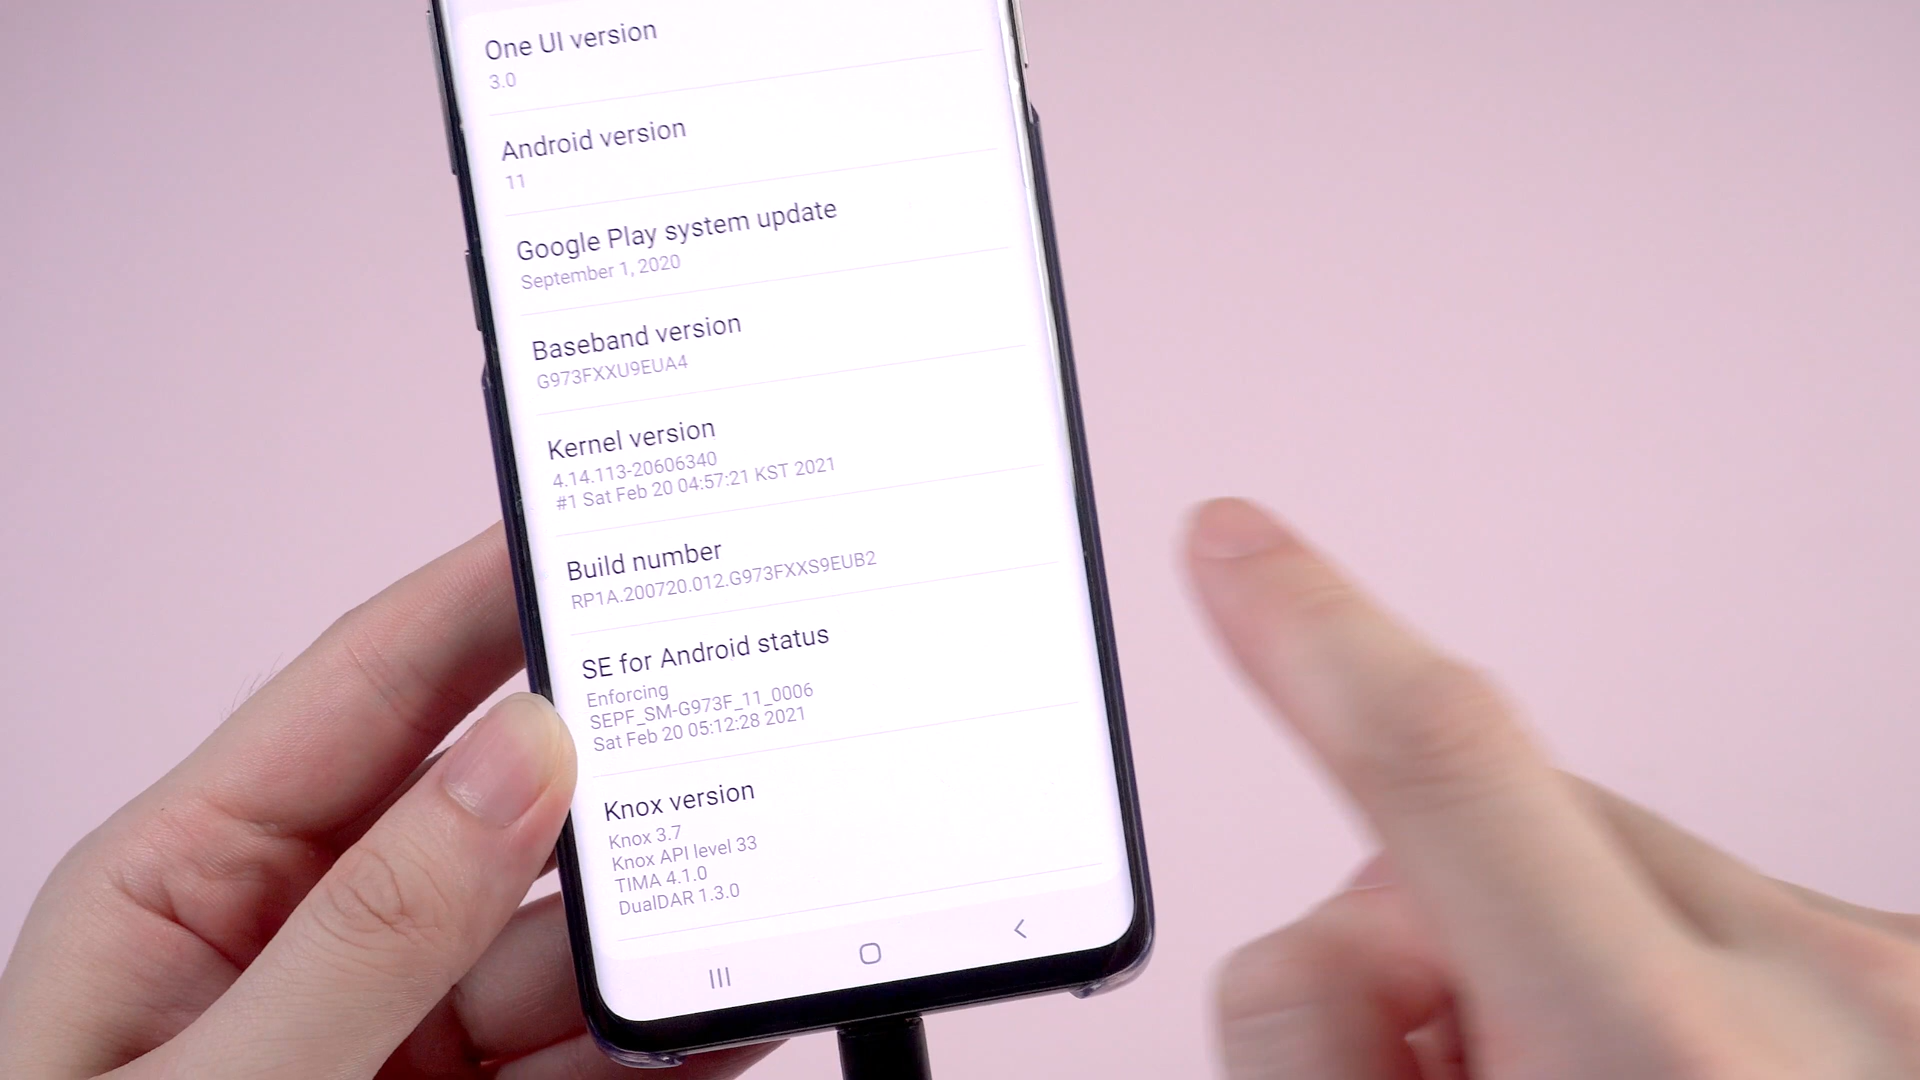 One UI version
3.0
Android version
11
Google Play system update
September 1, 2020
Baseband version
G973FXXU9EUA4
Kernel version
4.14.113-20606340
#1 Sat Feb 20 04:57:21 KST 2021
Build number
RP1A.200720.012.G973FXXS9EUB2
SE for Android status
Enforcing
SEPF_SM-G973F_11_0006
Sat Feb 20 05:12:28 2021
Knox version
Knox 3.7
Knox API level 33
TIMA 4.1.0
DualDAR 1.3.0